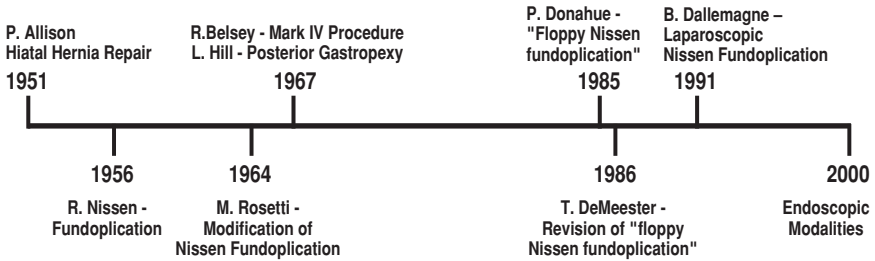 P. Allison
Hiatal Hernia Repair
1951
R.Belsey - Mark IV Procedure
L. Hill - Posterior Gastropexy
1967
P. Donahue -
"Floppy Nissen
fundoplication"
1985
B. Dallemagne –
Laparoscopic
Nissen Fundoplication
1991
1956
R. Nissen -
Fundoplication
1964
M. Rosetti -
Modification of
Nissen Fundoplication
1986
T. DeMeester -
Revision of "floppy
Nissen fundoplication"
2000
Endoscopic
Modalities